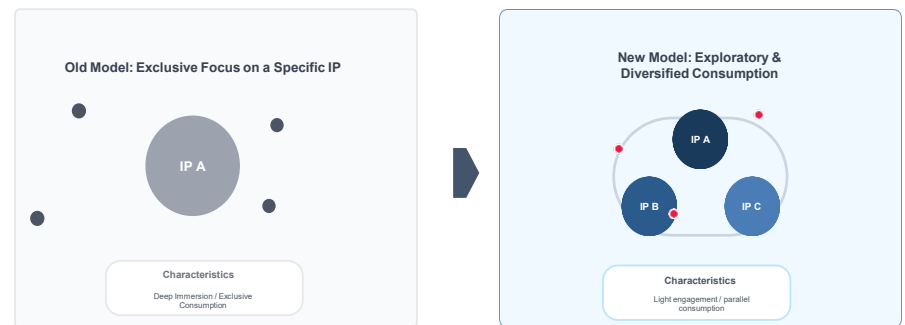 Old Model: Exclusive Focus on a Specific IP
IP A
Characteristics
Deep Immersion / Exclusive
Consumption
New Model: Exploratory &
Diversified Consumption
IP A
IP B
IP C
Characteristics
Light engagement / parallel
consumption